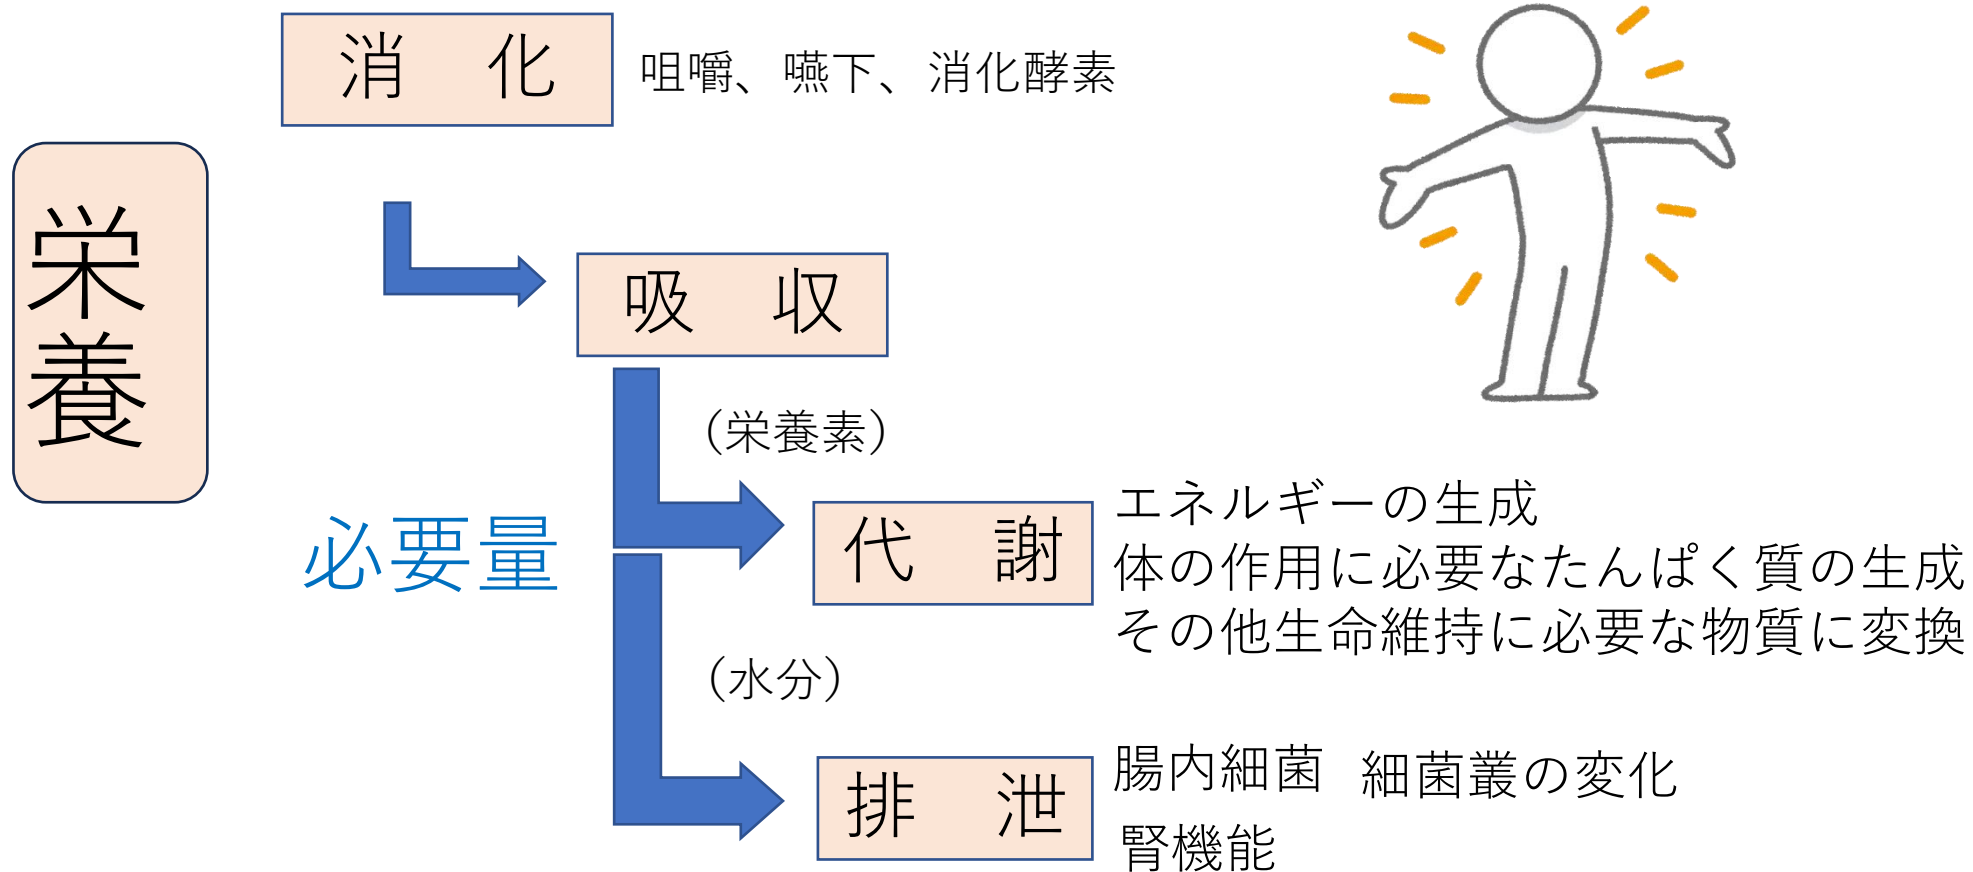 栄養
消　化
咀嚼、嚥下、消化酵素
吸　収
（栄養素）
必要量
代　謝
エネルギーの生成
体の作用に必要なたんぱく質の生成
その他生命維持に必要な物質に変換
（水分）
排　泄
腸内細菌　細菌叢の変化
腎機能